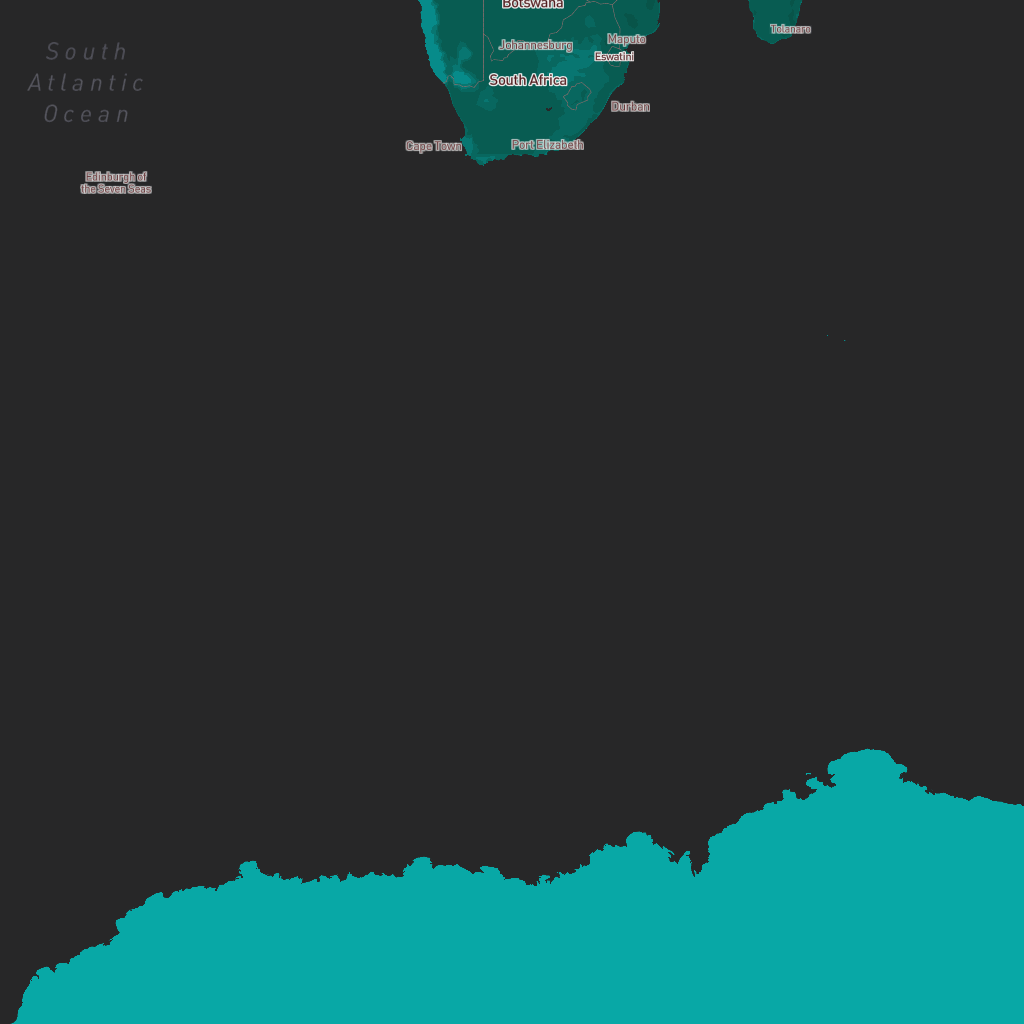 Botswana
Tolanaro
Maputo
Johannesburg
Eswatini
South Africa
Durban
Port Elizabeth
Cape Town
South
Atlantic
Ocean
Edinburgh of
the Seven Seas